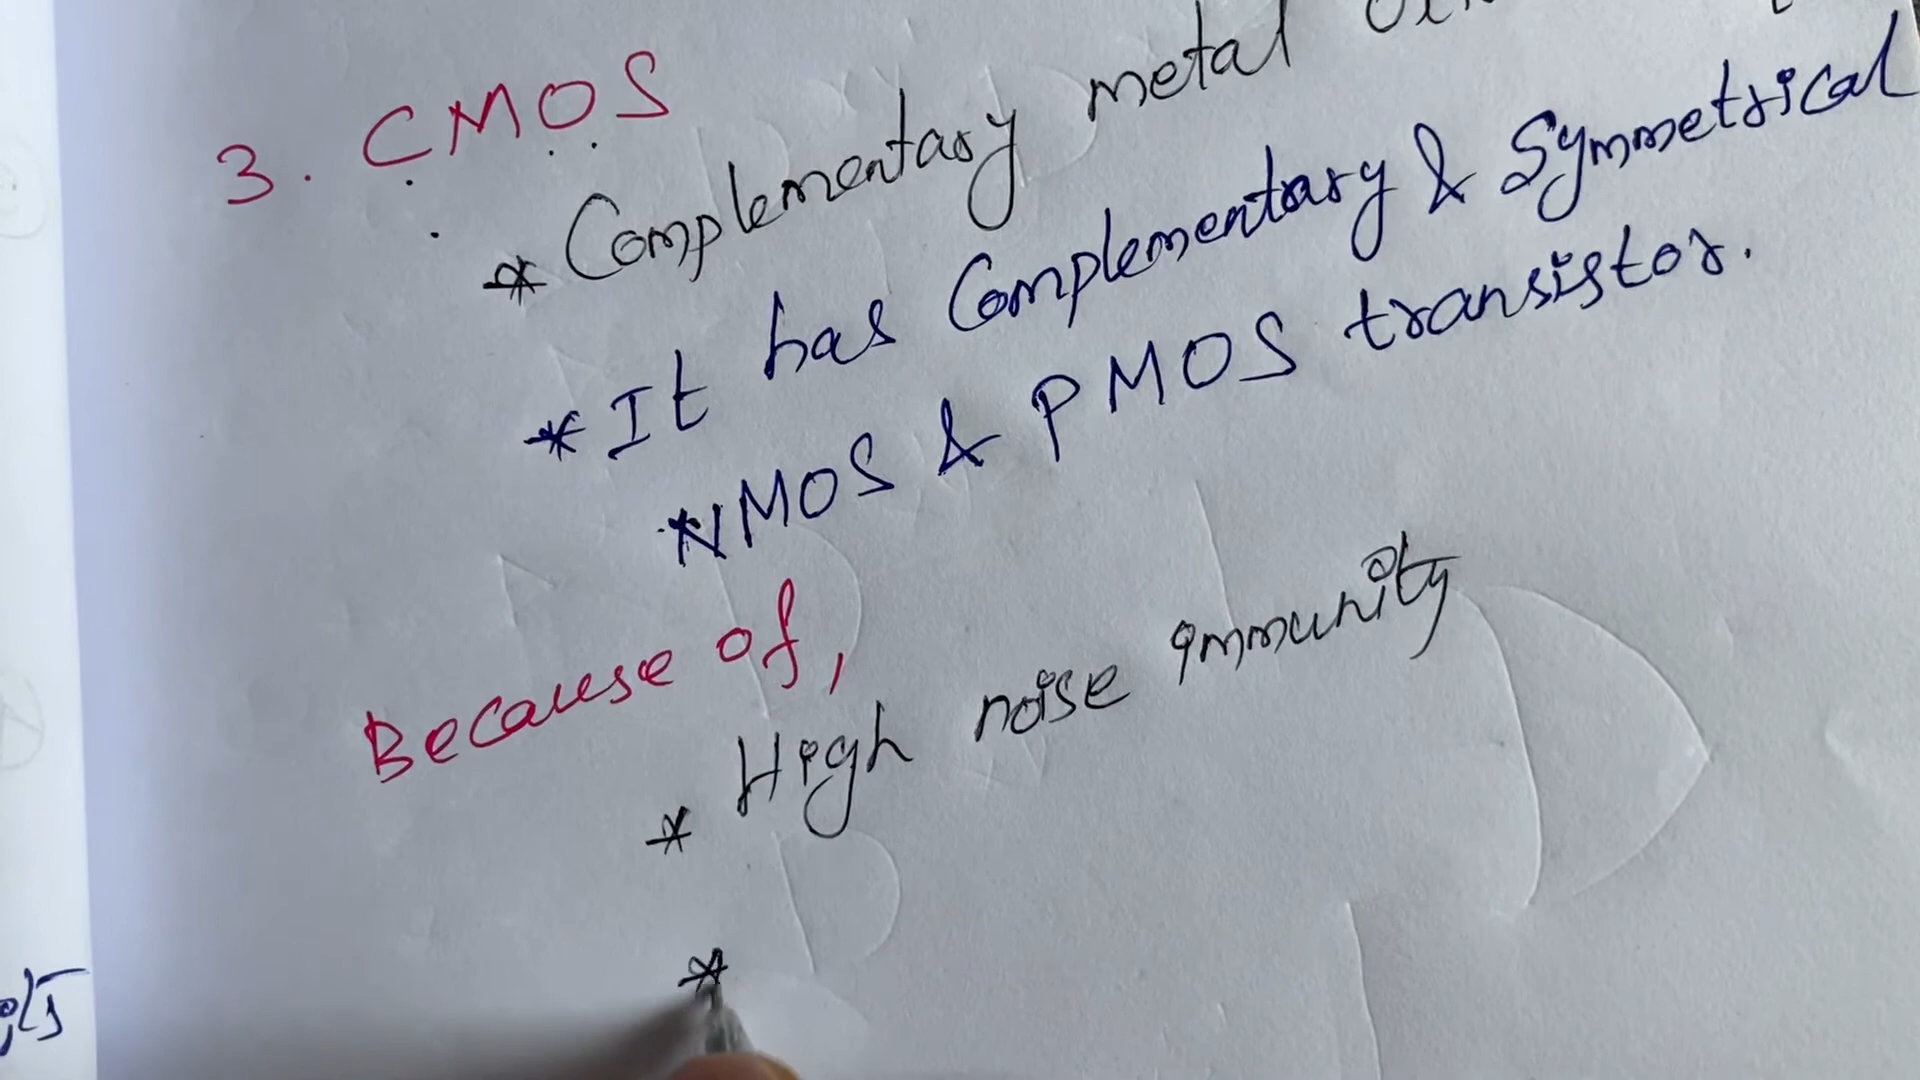 3. CMOS
* Complementary metal
* It has Complementary & Symmetrical
NMOS & PMOS transistor.
Because of,
* High noise immunity
*